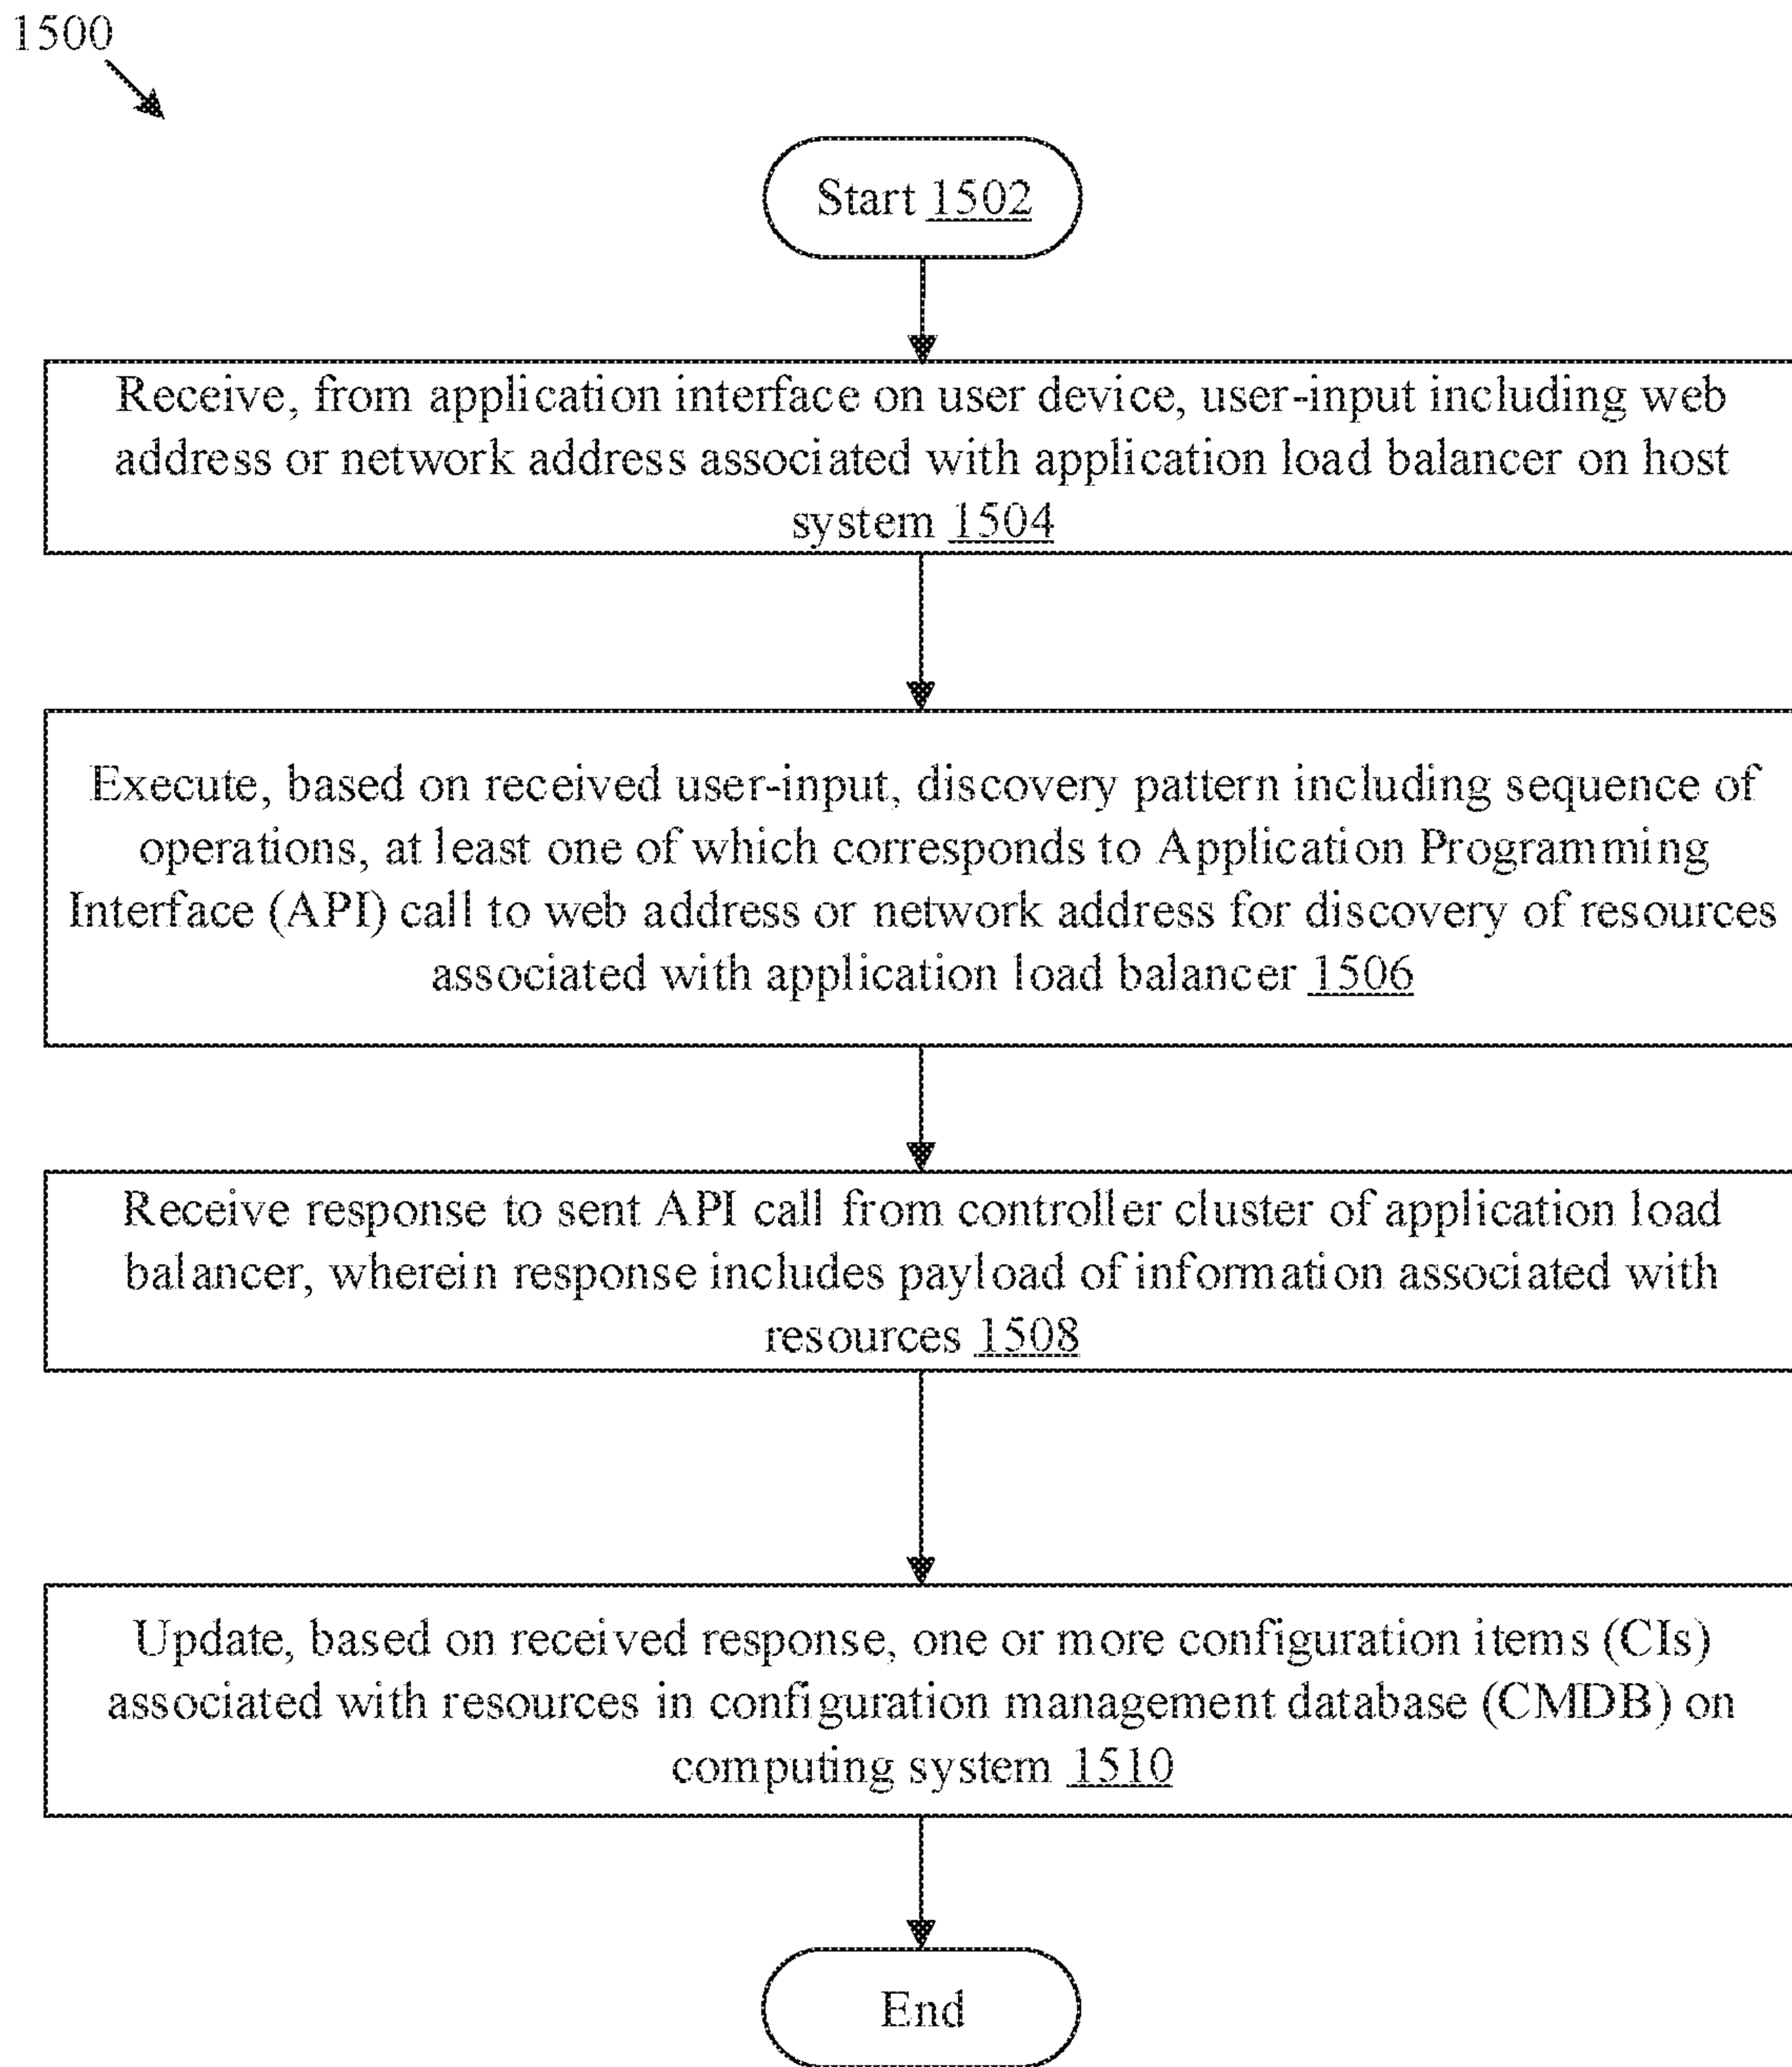 1500
Start 1502
Receive, from application interface on user device, user-input including web
address or network address associated with application load balancer on host
system 1504
Execute, based on received user-input, discovery pattern including sequence of
operations, at least one of which corresponds to Application Programming
Interface (API) call to web address or network address for discovery of resources
associated with application load balancer 1506
Receive response to sent API call from controller cluster of application load
balancer, wherein response includes payload of information associated with
resources 1508
Update, based on received response, one or more configuration items (CIs)
associated with resources in configuration management database (CMDB) on
computing system 1510
End